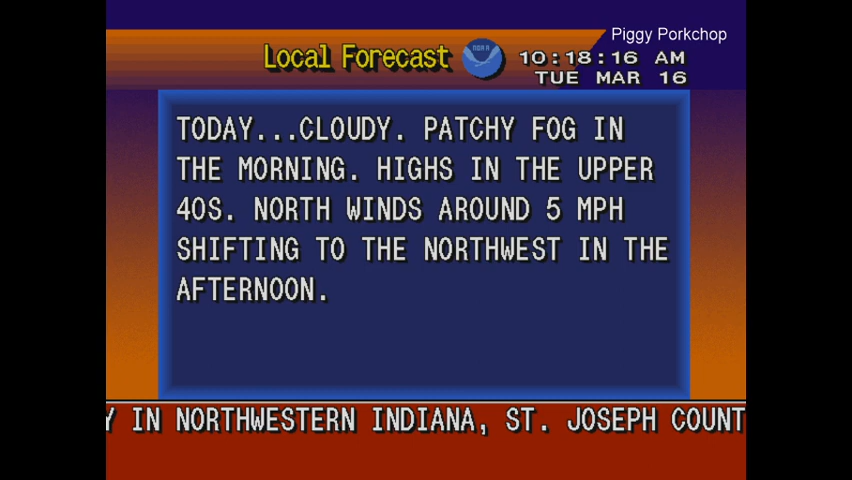 Piggy Porkchop
Local Forecast
NOAA
10:18:16 AM
TUE MAR 16
TODAY...CLOUDY. PATCHY FOG IN
THE MORNING. HIGHS IN THE UPPER
40S. NORTH WINDS AROUND 5 MPH
SHIFTING TO THE NORTHWEST IN THE
AFTERNOON.
Y IN NORTHWESTERN INDIANA, ST. JOSEPH COUNT